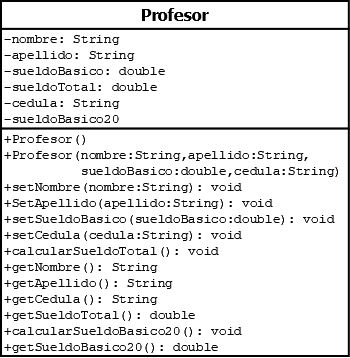 Profesor
-nombre: String
-apellido: String
-sueldoBasico: double
-sueldoTotal: double
-cedula: String
-sueldoBasico20
+Profesor()
+Profesor(nombre:String,apellido:String,
sueldoBasico:double,cedula:String)
+setNombre(nombre:String): void
+SetApellido(apellido:String): void
+setSueldoBasico(sueldoBasico:double): void
+setCedula(cedula:String): void
+calcularSueldoTotal(): void
+getNombre(): String
+getApellido(): String
+getCedula(): String
+getSueldoTotal(): double
+calcularSueldoBasico20(): void
+getSueldoBasico20(): double